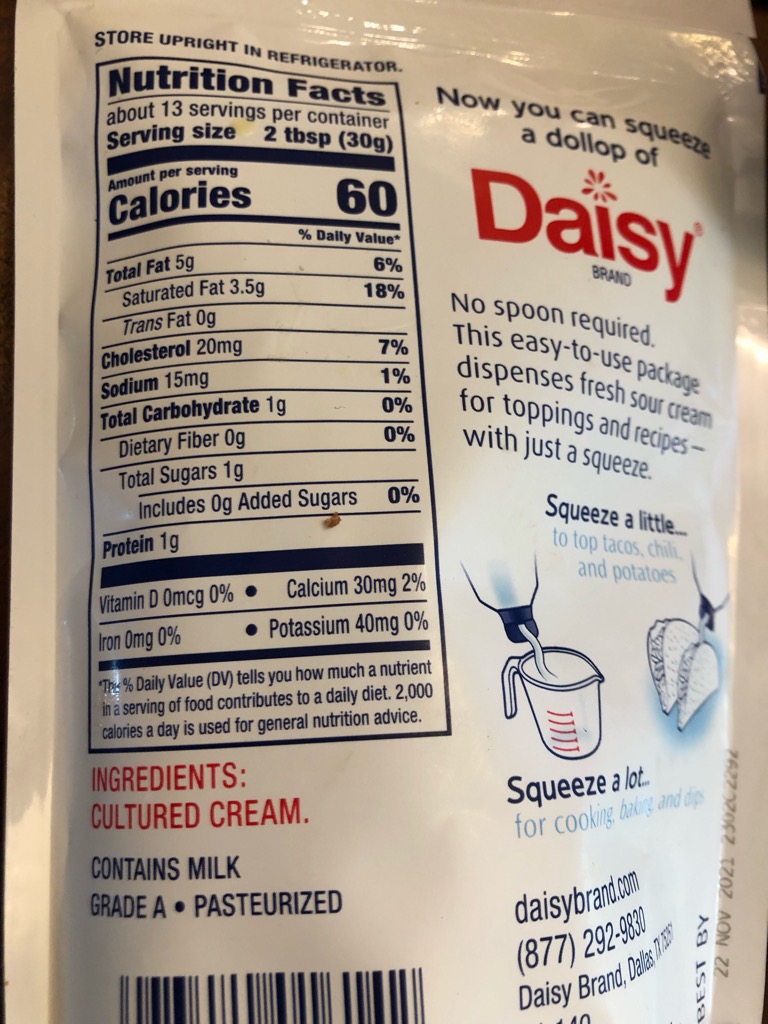 STORE UPRIGHT IN REFRIGERATOR.
Nutrition Facts
about 13 servings per container
Serving size 2 tbsp (30g)
Amount per serving
Calories 60
% Daily Value*
Total Fat 5g 6%
Saturated Fat 3.5g 18%
Trans Fat 0g
Cholesterol 20mg 7%
Sodium 15mg 1%
Total Carbohydrate 1g 0%
Dietary Fiber 0g 0%
Total Sugars 1g
Includes 0g Added Sugars 0%
Protein 1g
Vitamin D 0mcg 0% • Calcium 30mg 2%
Iron 0mg 0% • Potassium 40mg 0%
*The % Daily Value (DV) tells you how much a nutrient
in a serving of food contributes to a daily diet. 2,000
calories a day is used for general nutrition advice.
INGREDIENTS:
CULTURED CREAM.
CONTAINS MILK
GRADE A • PASTEURIZED
Now you can squeeze
a dollop of
Daisy®
BRAND
No spoon required.
This easy-to-use package
dispenses fresh sour cream
for toppings and recipes –
with just a squeeze.
Squeeze a little...
to top tacos, chili,
and potatoes
Squeeze a lot...
for cooking, baking, and dips
daisybrand.com
(877) 292-9830
Daisy Brand, Dallas, TX 75251
BEST BY
22 NOV 2021